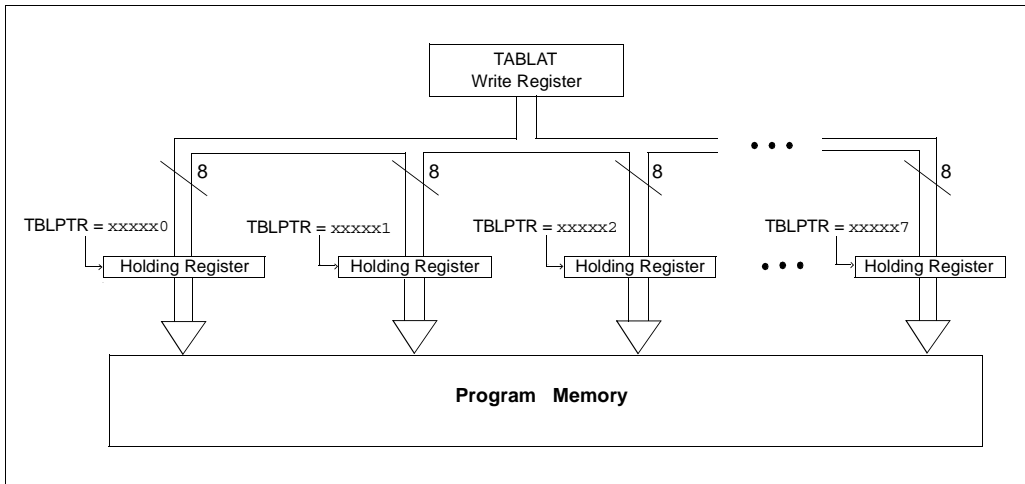 TABLAT
Write Register
8 8 8 8
TBLPTR = xxxxx0 TBLPTR = xxxxx1 TBLPTR = xxxxx2 TBLPTR = xxxxx7
Holding Register Holding Register Holding Register Holding Register
Program Memory